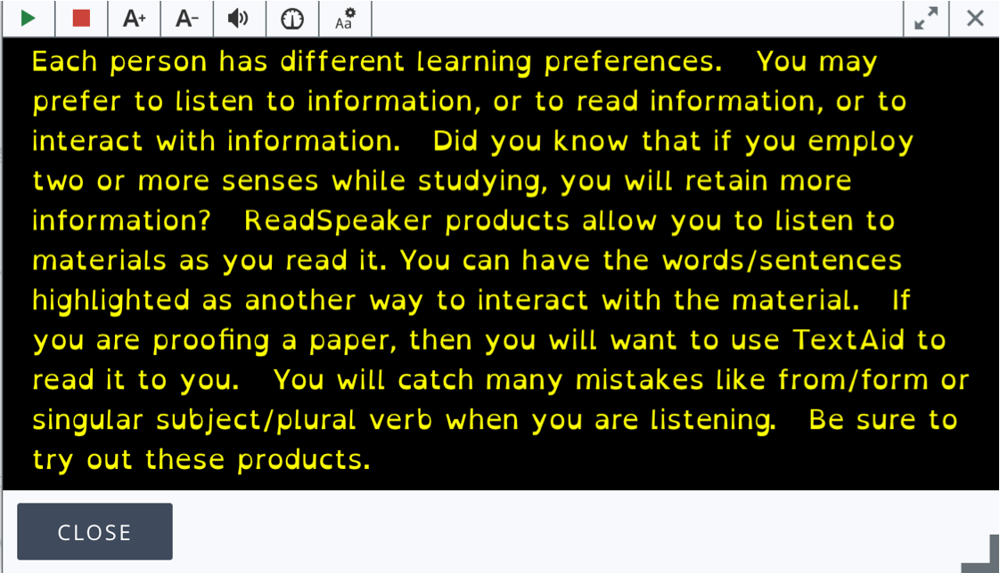 A+ A- Aa
Each person has different learning preferences.   You may
prefer to listen to information, or to read information, or to
interact with information.   Did you know that if you employ
two or more senses while studying, you will retain more
information?   ReadSpeaker products allow you to listen to
materials as you read it. You can have the words/sentences
highlighted as another way to interact with the material.   If
you are proofing a paper, then you will want to use TextAid to
read it to you.   You will catch many mistakes like from/form or
singular subject/plural verb when you are listening.   Be sure to
try out these products.
CLOSE